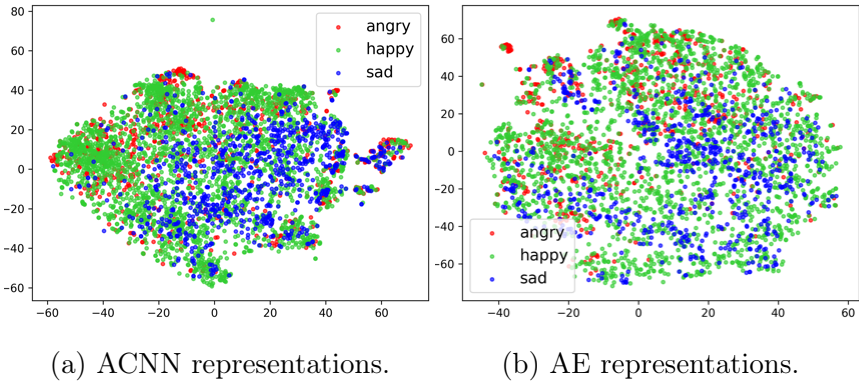 80
60
40
20
0
−20
−40
−60
−60 −40 −20 0 20 40 60
angry
happy
sad
60
40
20
0
−20
−40
−60
−40 −20 0 20 40 60
angry
happy
sad
(a) ACNN representations.
(b) AE representations.